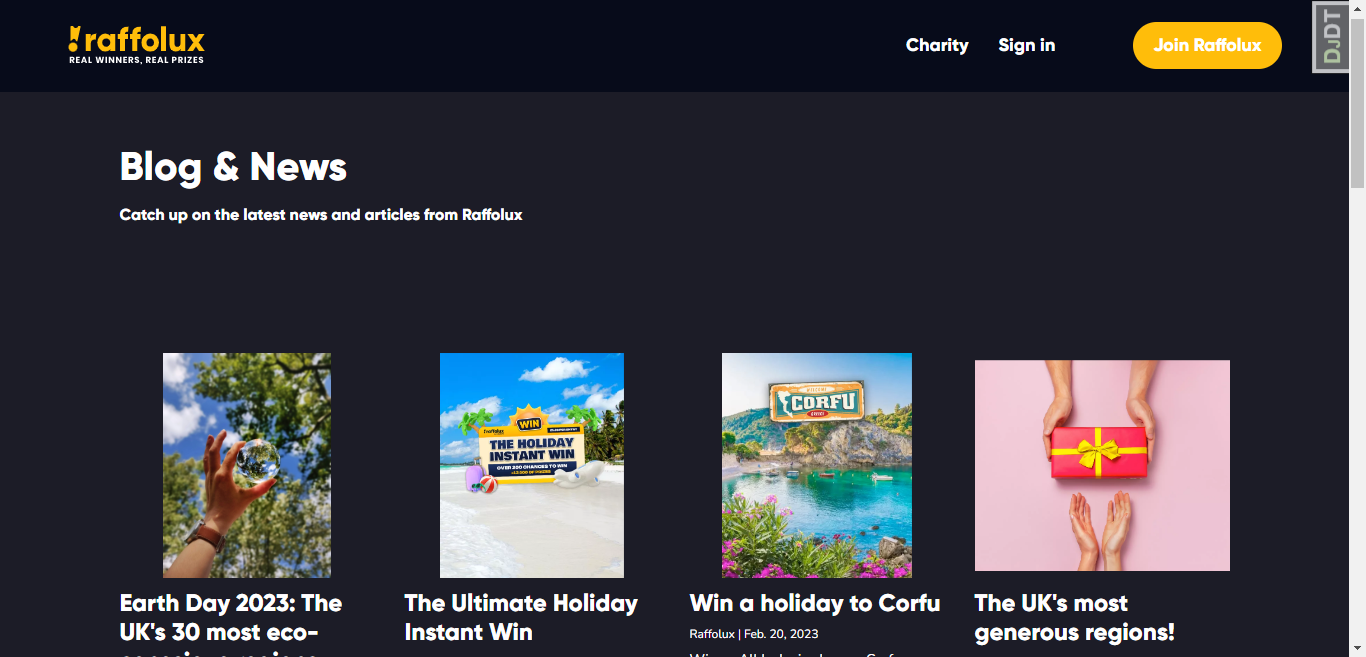 raffolux
REAL WINNERS, REAL PRIZES
Charity
Sign in
Join Raffolux
DJDT
Blog & News
Catch up on the latest news and articles from Raffolux
raffolux
WIN
THE HOLIDAY
INSTANT WIN
OVER 200 CHANCES TO WIN
WELCOME
CORFU
GREECE
Earth Day 2023: The
UK's 30 most eco-
The Ultimate Holiday
Instant Win
Win a holiday to Corfu
Raffolux | Feb. 20, 2023
The UK's most
generous regions!